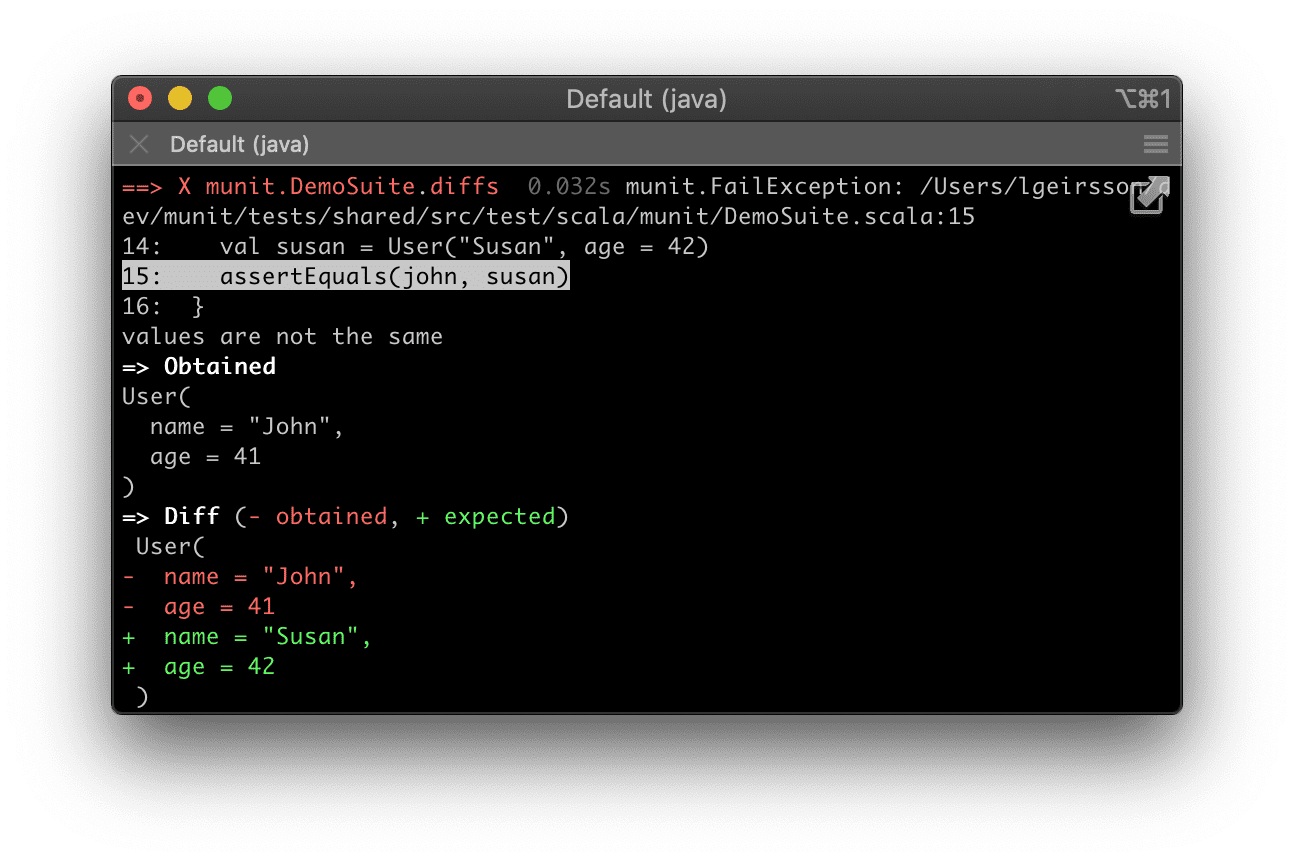 Default (java)
⌥⌘1
Default (java)
==> X munit.DemoSuite.diffs  0.032s munit.FailException: /Users/lgeirsson/d
ev/munit/tests/shared/src/test/scala/munit/DemoSuite.scala:15
14:    val susan = User("Susan", age = 42)
15:    assertEquals(john, susan)
16:  }
values are not the same
=> Obtained
User(
  name = "John",
  age = 41
)
=> Diff (- obtained, + expected)
 User(
-  name = "John",
-  age = 41
+  name = "Susan",
+  age = 42
 )